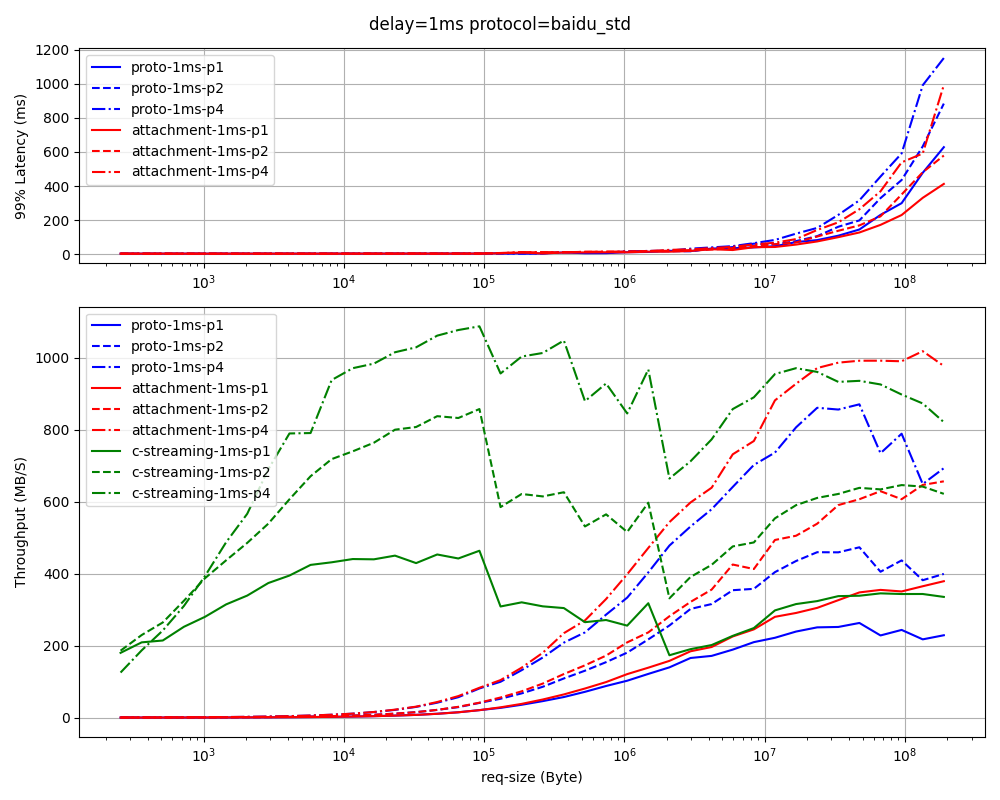 delay=1ms protocol=baidu_std
1200
1000
800
600
400
200
0
99% Latency (ms)
proto-1ms-p1
proto-1ms-p2
proto-1ms-p4
attachment-1ms-p1
attachment-1ms-p2
attachment-1ms-p4
10³ 10⁴ 10⁵ 10⁶ 10⁷ 10⁸
1000
800
600
400
200
0
Throughput (MB/S)
proto-1ms-p1
proto-1ms-p2
proto-1ms-p4
attachment-1ms-p1
attachment-1ms-p2
attachment-1ms-p4
c-streaming-1ms-p1
c-streaming-1ms-p2
c-streaming-1ms-p4
10³ 10⁴ 10⁵ 10⁶ 10⁷ 10⁸
req-size (Byte)